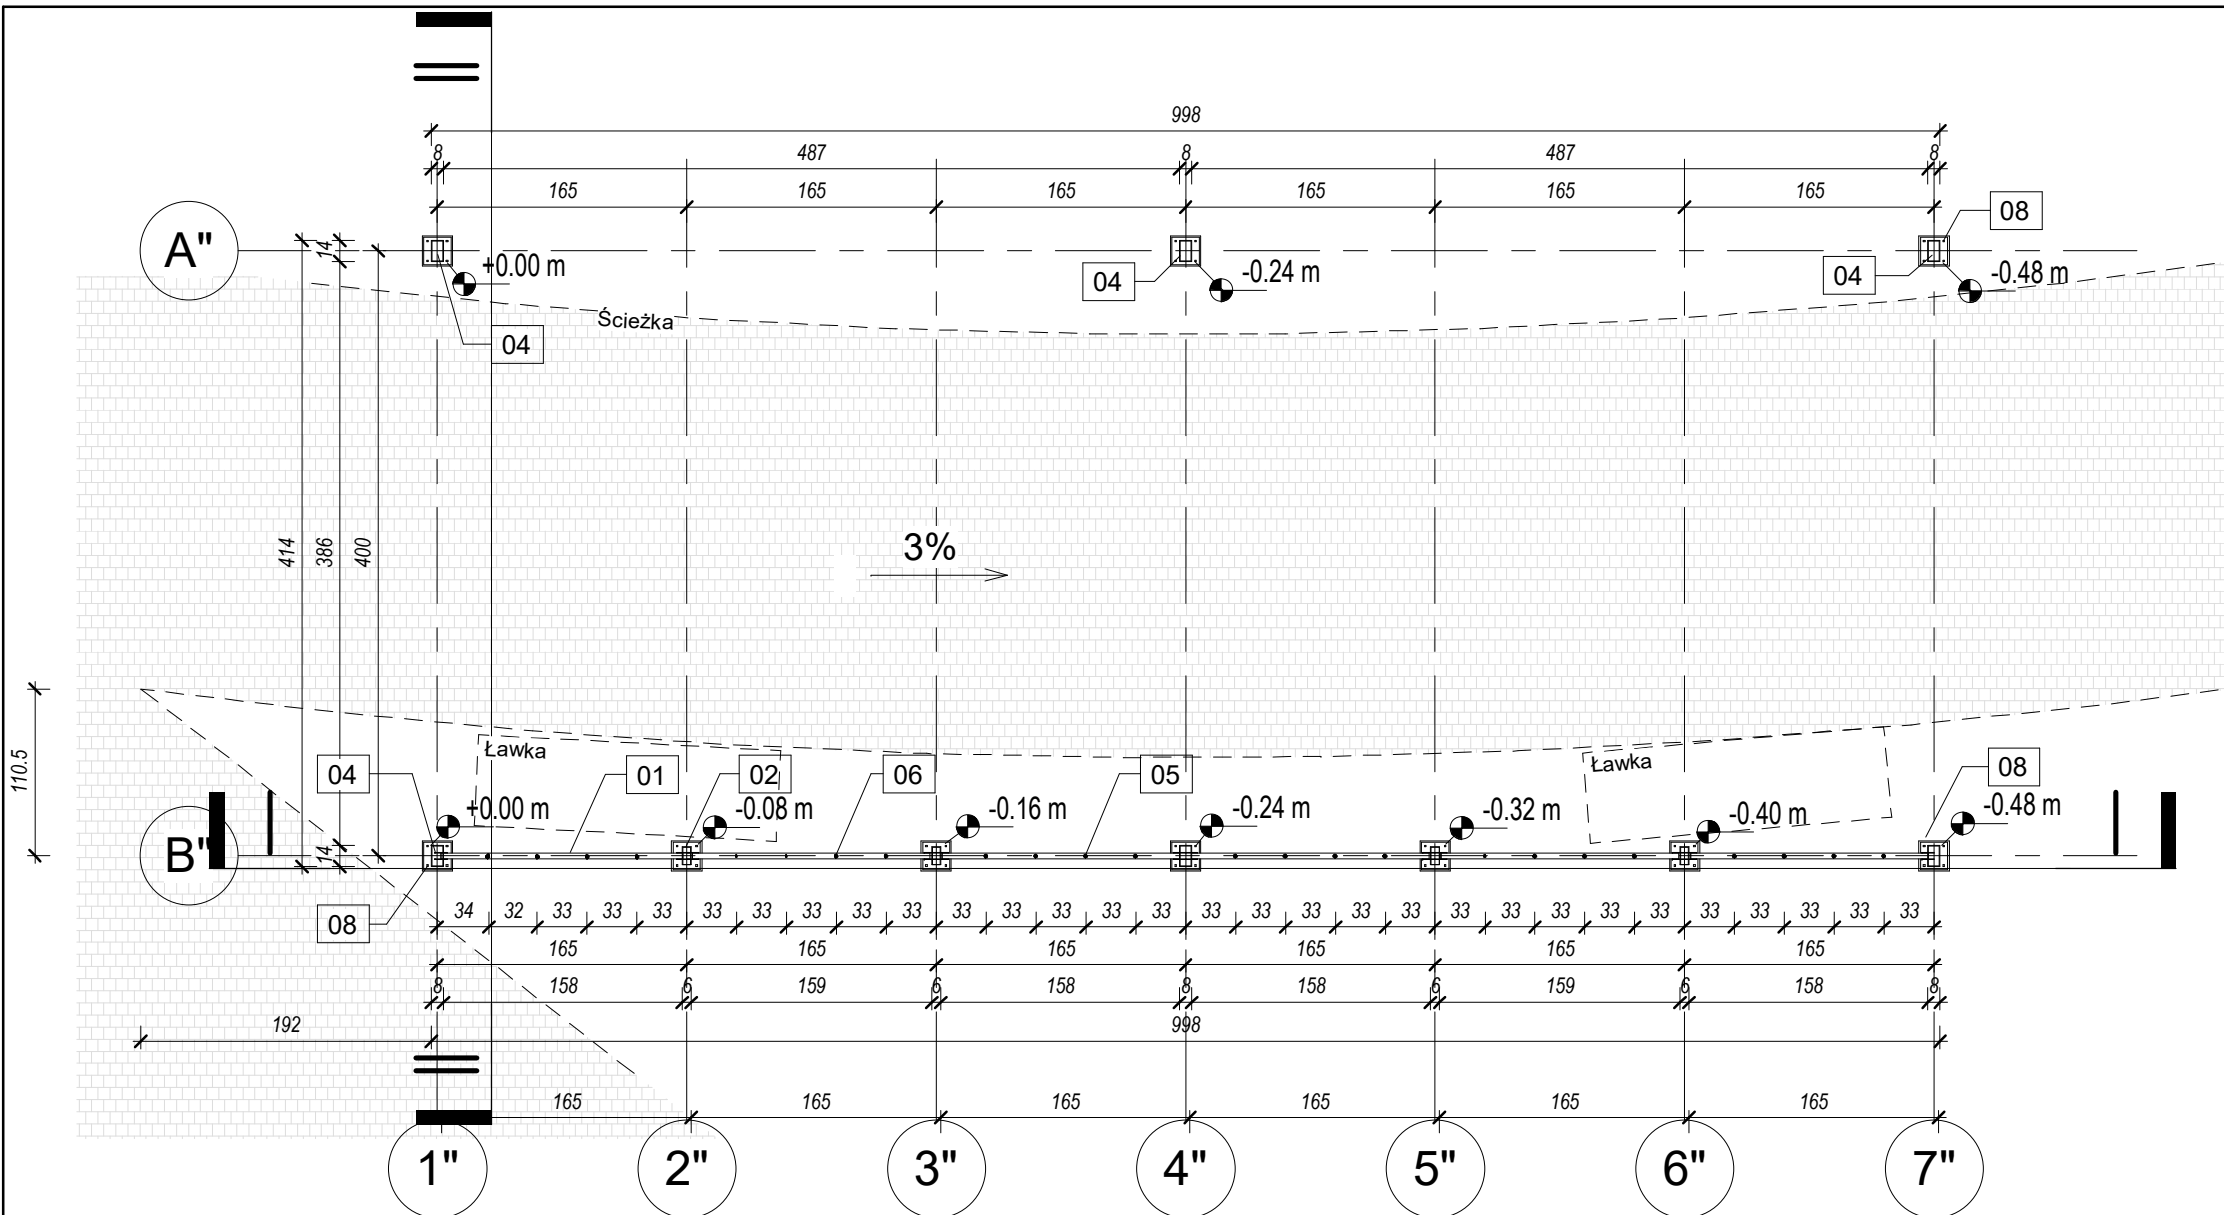 998
8 487 8 487 8
165 165 165 165 165 165
A"
08
14
+0.00 m
04
-0.24 m
04
-0.48 m
Ścieżka
04
414
386
400
3%
110.5
Ławka
Ławka
04
01
02
06
05
08
+0.00 m
-0.08 m
-0.16 m
-0.24 m
-0.32 m
-0.40 m
-0.48 m
B"
14
08
34 32 33 33 33 33 33 33 33 33 33 33 33 33 33 33 33 33 33 33 33 33 33 33 33 33 33 33 33 33
165 165 165 165 165 165
8 158 6 159 6 158 8 158 6 159 6 158 8
192 998
165 165 165 165 165 165
1" 2" 3" 4" 5" 6" 7"